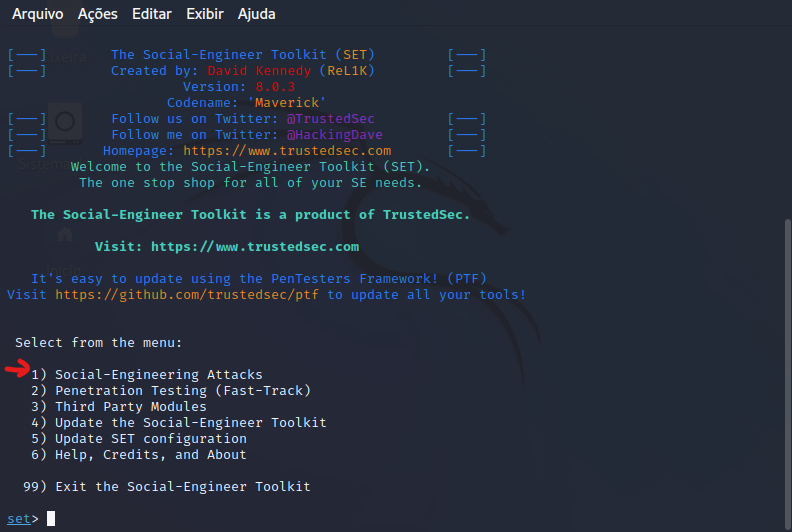 Arquivo Ações Editar Exibir Ajuda
[---] The Social-Engineer Toolkit (SET) [---]
[---] Created by: David Kennedy (ReL1K) [---]
Version: 8.0.3
Codename: 'Maverick'
[---] Follow us on Twitter: @TrustedSec [---]
[---] Follow me on Twitter: @HackingDave [---]
[---] Homepage: https://www.trustedsec.com [---]
Welcome to the Social-Engineer Toolkit (SET).
The one stop shop for all of your SE needs.
The Social-Engineer Toolkit is a product of TrustedSec.
Visit: https://www.trustedsec.com
It's easy to update using the PenTesters Framework! (PTF)
Visit https://github.com/trustedsec/ptf to update all your tools!
Select from the menu:
1) Social-Engineering Attacks
2) Penetration Testing (Fast-Track)
3) Third Party Modules
4) Update the Social-Engineer Toolkit
5) Update SET configuration
6) Help, Credits, and About
99) Exit the Social-Engineer Toolkit
set>